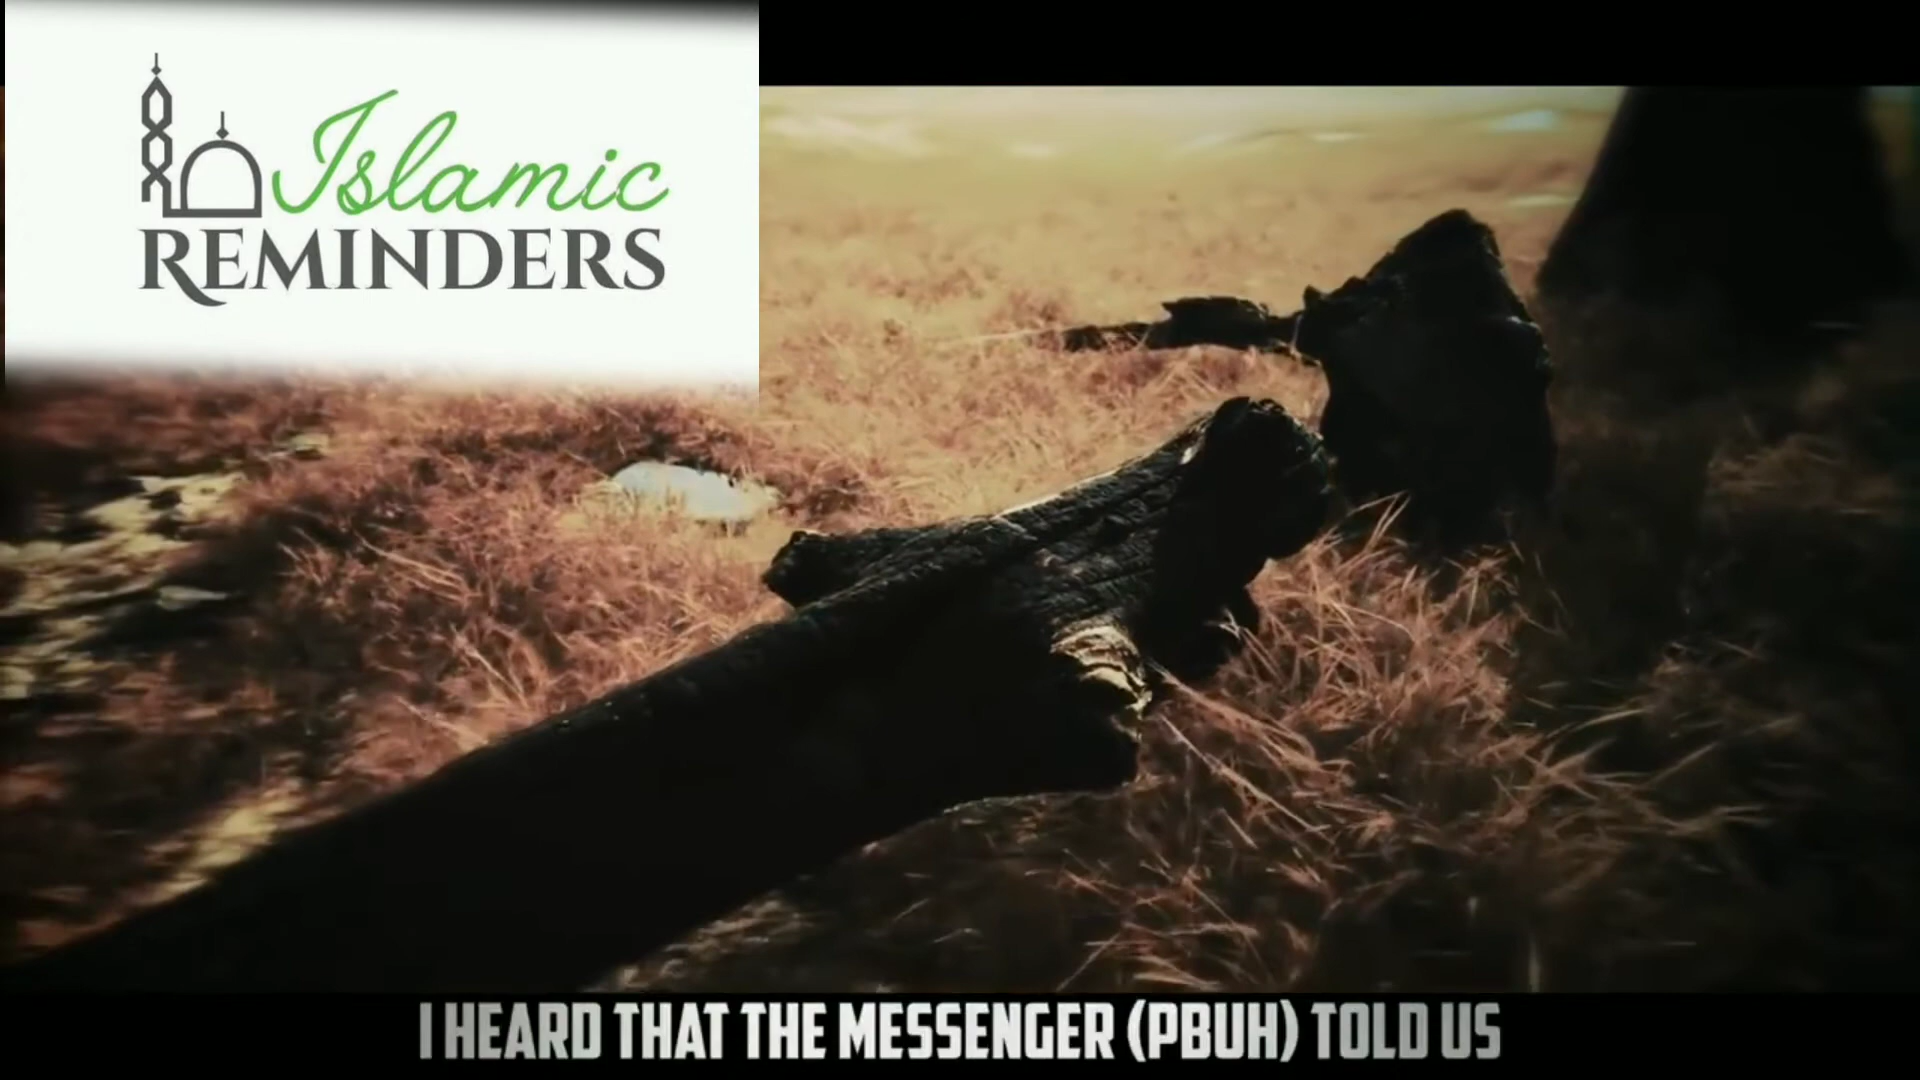 Islamic
REMINDERS
I HEARD THAT THE MESSENGER (PBUH) TOLD US